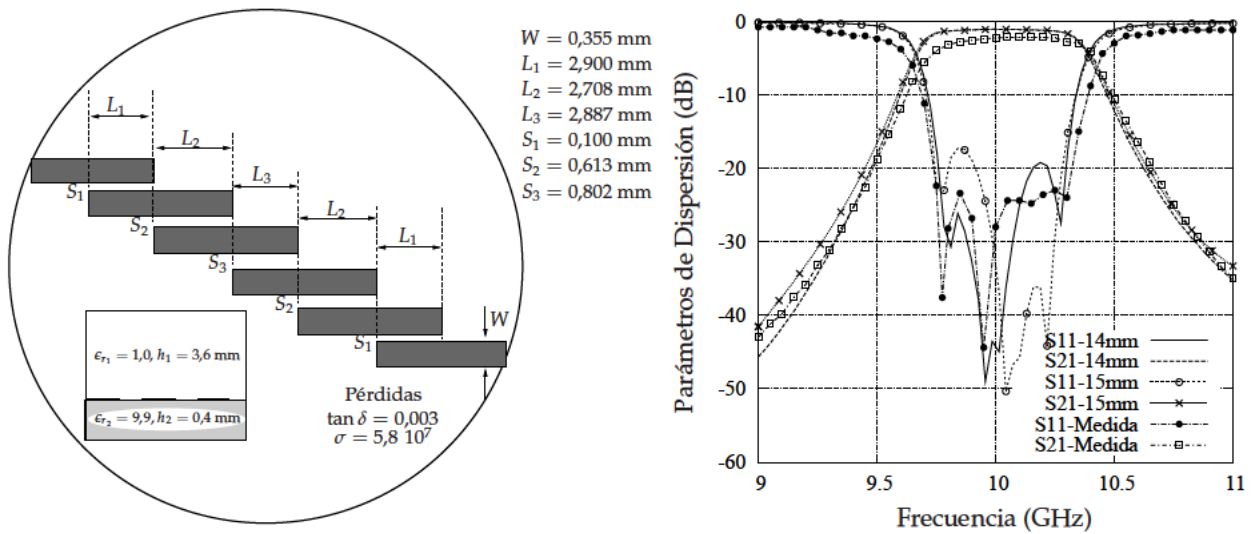 W = 0,355 mm
L₁ = 2,900 mm
L₂ = 2,708 mm
L₃ = 2,887 mm
S₁ = 0,100 mm
S₂ = 0,613 mm
S₃ = 0,802 mm
L₁
L₂
L₃
L₂
L₁
S₁
S₂
S₃
S₂
S₁
W
ϵr₁ = 1,0, h₁ = 3,6 mm
ϵr₂ = 9,9, h₂ = 0,4 mm
Pérdidas
tan δ = 0,003
σ = 5,8 10⁷
Parámetros de Dispersión (dB)
0
-10
-20
-30
-40
-50
-60
S11-14mm
S21-14mm
S11-15mm
S21-15mm
S11-Medida
S21-Medida
9
9.5
10
10.5
11
Frecuencia (GHz)